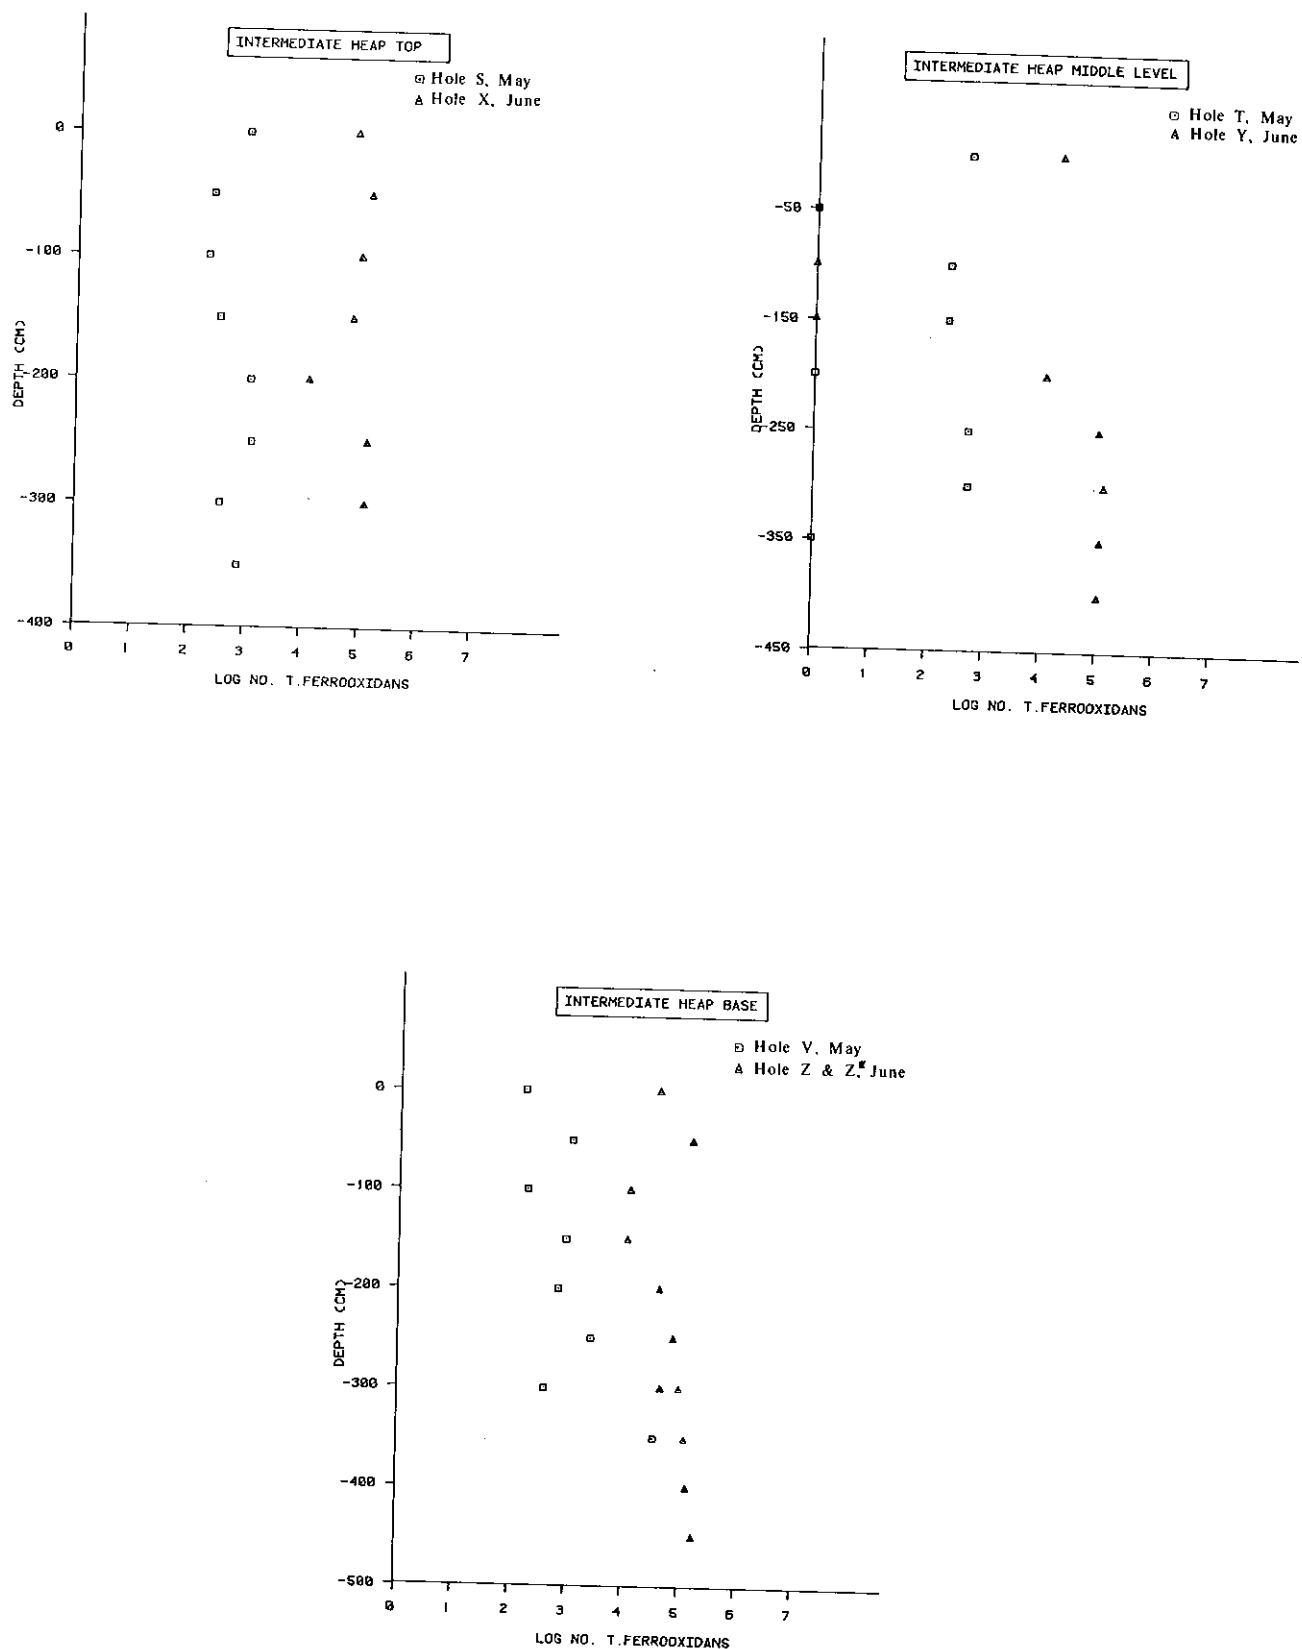 INTERMEDIATE HEAP TOP
Hole S, May
Hole X, June
0
-100
-200
-300
-400
DEPTH (CM)
0 1 2 3 4 5 6 7
LOG NO. T.FERROOXIDANS
INTERMEDIATE HEAP MIDDLE LEVEL
Hole T, May
Hole Y, June
-50
-150
-250
-350
-450
DEPTH (CM)
0 1 2 3 4 5 6 7
LOG NO. T.FERROOXIDANS
INTERMEDIATE HEAP BASE
Hole V, May
Hole Z & Z, June
0
-100
-200
-300
-400
-500
DEPTH (CM)
0 1 2 3 4 5 6 7
LOG NO. T.FERROOXIDANS